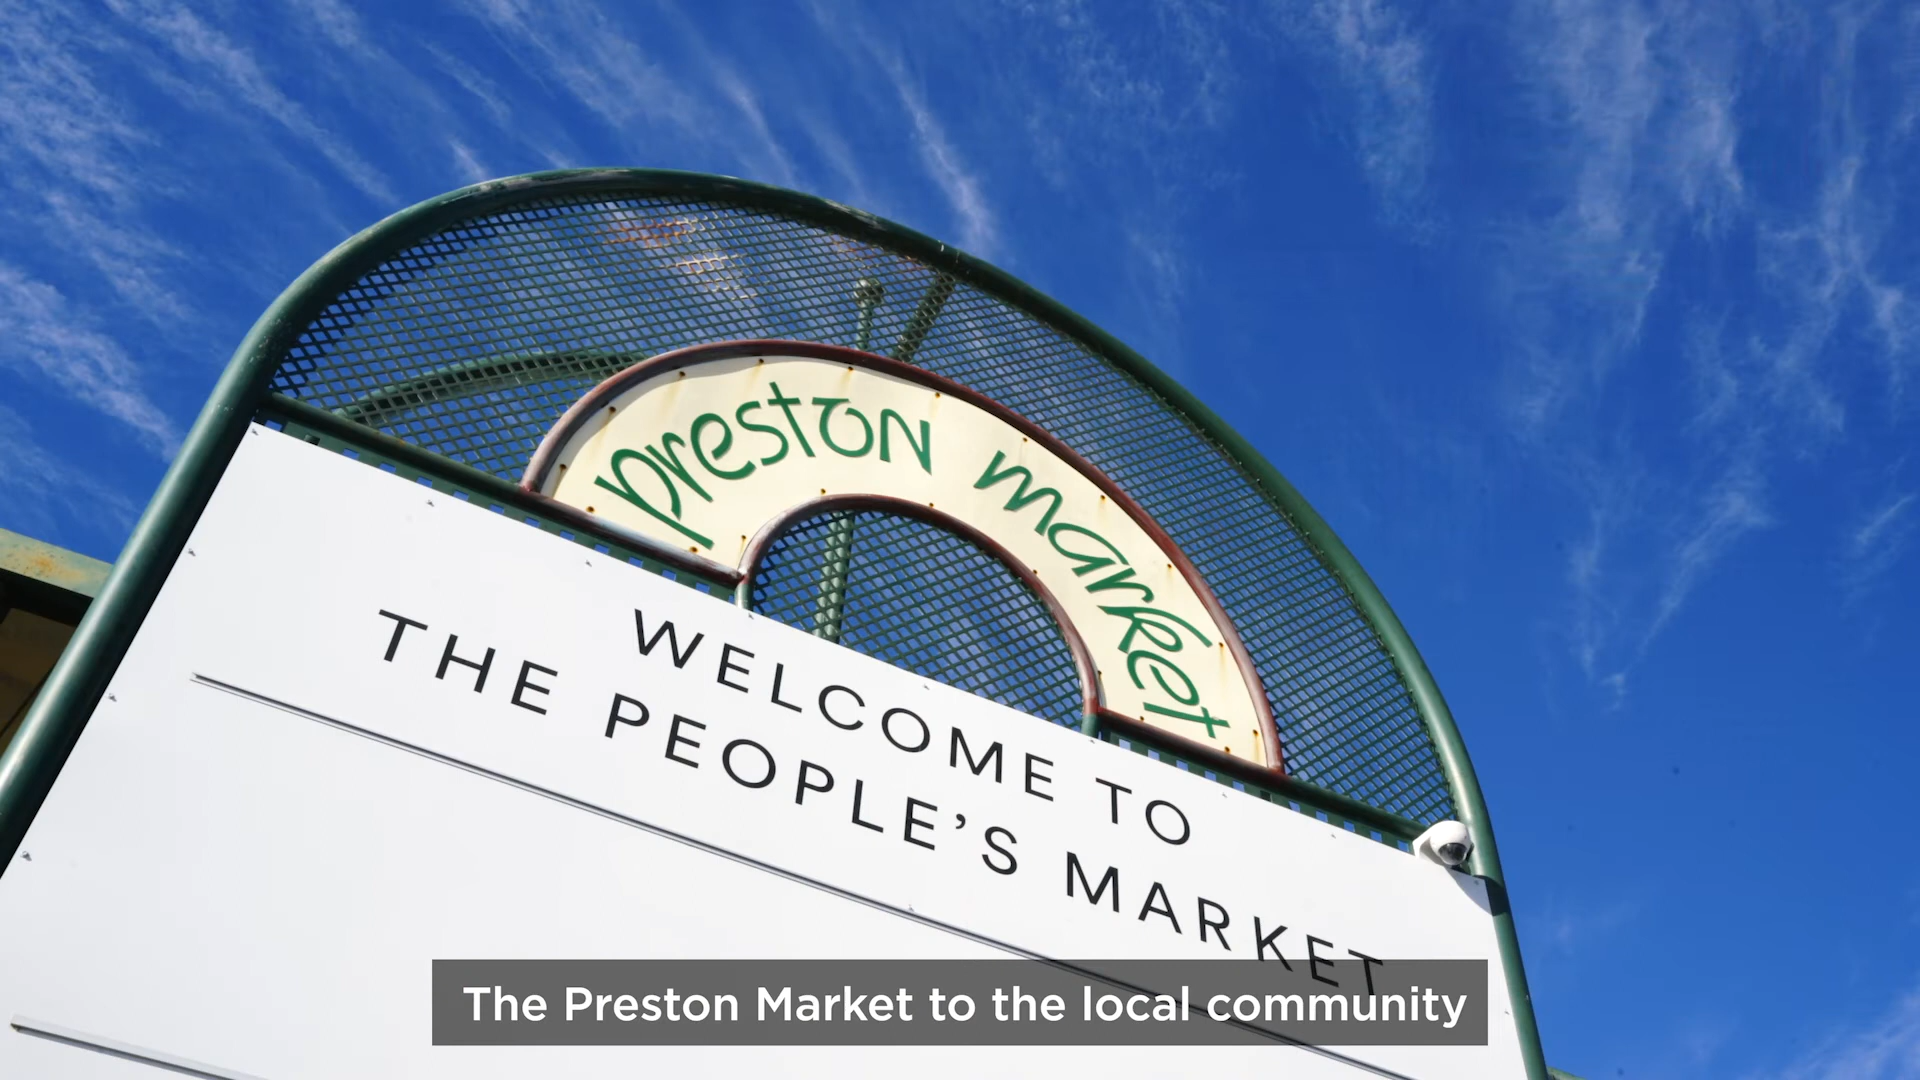 preston market
WELCOME TO
THE PEOPLE'S MARKET
The Preston Market to the local community